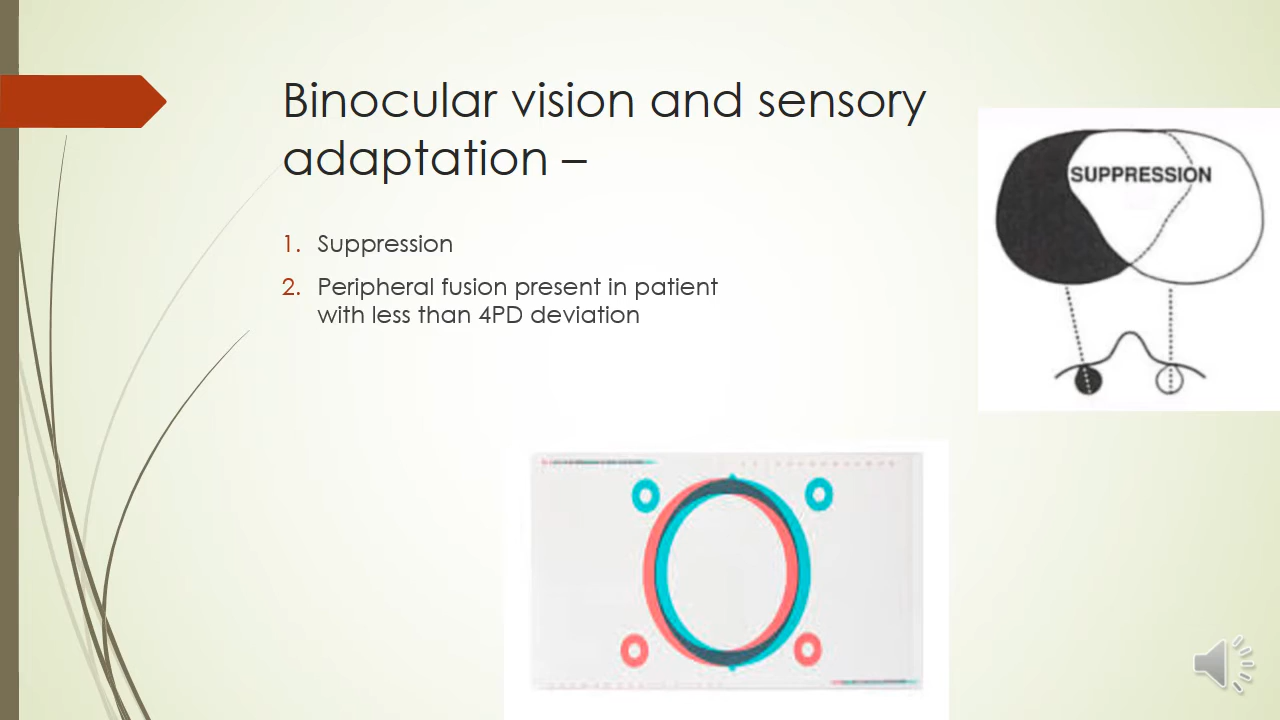 Binocular vision and sensory
adaptation –
1. Suppression
2. Peripheral fusion present in patient
with less than 4PD deviation
SUPPRESSION